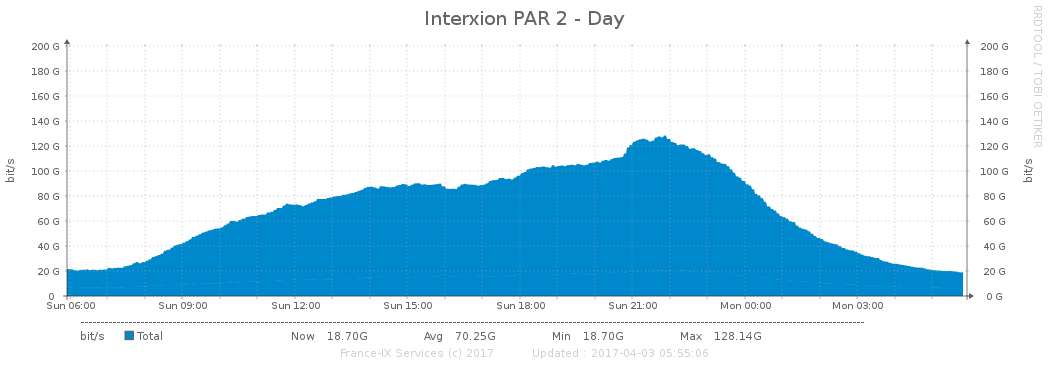 Interxion PAR 2 - Day
RRDTOOL / TOBI OETIKER
bit/s
200 G 200 G
180 G 180 G
160 G 160 G
140 G 140 G
120 G 120 G
100 G 100 G
80 G 80 G
60 G 60 G
40 G 40 G
20 G 20 G
0 0 G
bit/s
Sun 06:00 Sun 09:00 Sun 12:00 Sun 15:00 Sun 18:00 Sun 21:00 Mon 00:00 Mon 03:00
bit/s Total Now 18.70G Avg 70.25G Min 18.70G Max 128.14G
France-IX Services (c) 2017 Updated : 2017-04-03 05:55:06